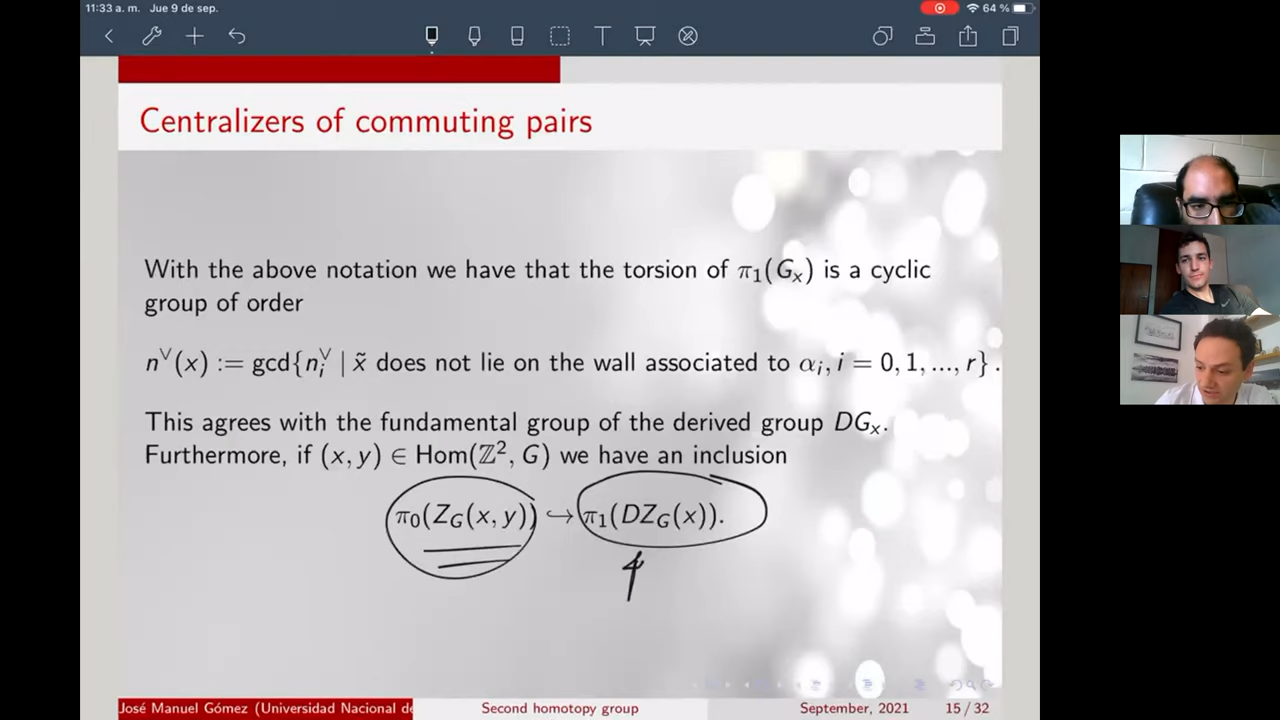 11:33 a. m. Jue 9 de sep.
64 %
Centralizers of commuting pairs
With the above notation we have that the torsion of π₁(Gₓ) is a cyclic
group of order
n^∨(x) := gcd{n_i^∨ | x̃ does not lie on the wall associated to α_i, i = 0, 1, ..., r}.
This agrees with the fundamental group of the derived group DGₓ.
Furthermore, if (x, y) ∈ Hom(ℤ², G) we have an inclusion
π₀(Z_G(x, y)) ↪ π₁(DZ_G(x)).
José Manuel Gómez (Universidad Nacional de
Second homotopy group
September, 2021
15 / 32